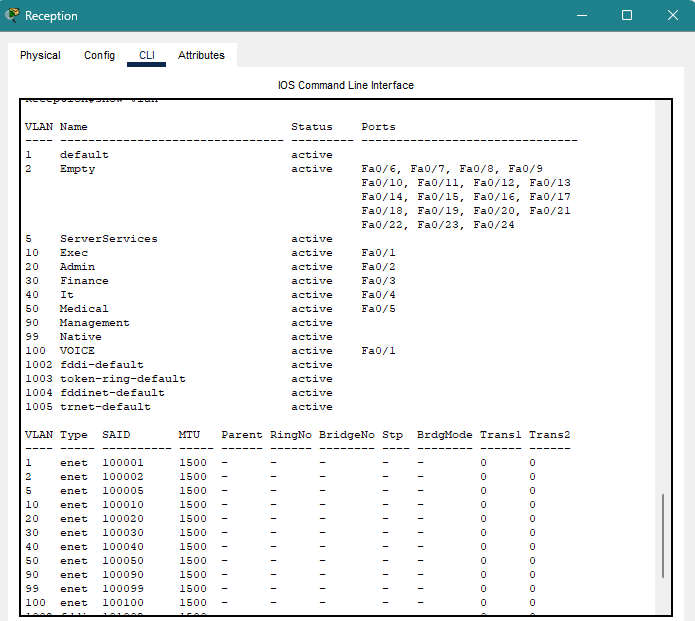 Reception
Physical Config CLI Attributes
IOS Command Line Interface
Reception#show vlan
VLAN Name Status Ports
---- -------------------------------- --------- -------------------------------
1 default active
2 Empty active Fa0/6, Fa0/7, Fa0/8, Fa0/9
Fa0/10, Fa0/11, Fa0/12, Fa0/13
Fa0/14, Fa0/15, Fa0/16, Fa0/17
Fa0/18, Fa0/19, Fa0/20, Fa0/21
Fa0/22, Fa0/23, Fa0/24
5 ServerServices active
10 Exec active Fa0/1
20 Admin active Fa0/2
30 Finance active Fa0/3
40 It active Fa0/4
50 Medical active Fa0/5
90 Management active
99 Native active
100 VOICE active Fa0/1
1002 fddi-default active
1003 token-ring-default active
1004 fddinet-default active
1005 trnet-default active
VLAN Type SAID MTU Parent RingNo BridgeNo Stp BrdgMode Trans1 Trans2
---- ----- ---------- ----- ------ ------ -------- ---- -------- ------ ------
1 enet 100001 1500 - - - - - 0 0
2 enet 100002 1500 - - - - - 0 0
5 enet 100005 1500 - - - - - 0 0
10 enet 100010 1500 - - - - - 0 0
20 enet 100020 1500 - - - - - 0 0
30 enet 100030 1500 - - - - - 0 0
40 enet 100040 1500 - - - - - 0 0
50 enet 100050 1500 - - - - - 0 0
90 enet 100090 1500 - - - - - 0 0
99 enet 100099 1500 - - - - - 0 0
100 enet 100100 1500 - - - - - 0 0